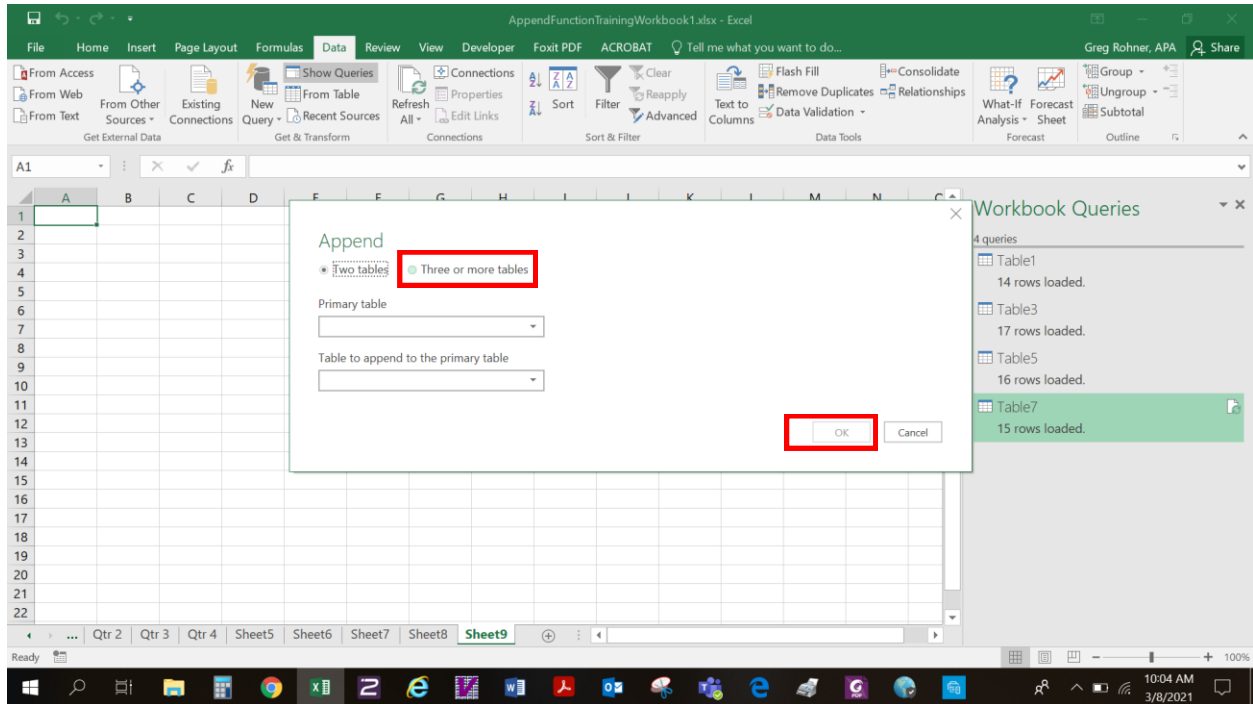 AppendFunctionTrainingWorkbook1.xlsx - Excel
File Home Insert Page Layout Formulas Data Review View Developer Foxit PDF ACROBAT Tell me what you want to do... Greg Rohner, APA Share
From Access
From Web
From Text
From Other Sources
Existing Connections
Get External Data
New Query
Show Queries
From Table
Recent Sources
Get & Transform
Refresh All
Connections
Properties
Edit Links
Connections
Sort
Filter
Clear
Reapply
Advanced
Sort & Filter
Text to Columns
Flash Fill
Remove Duplicates
Data Validation
Consolidate
Relationships
Data Tools
What-If Analysis
Forecast Sheet
Forecast
Group
Ungroup
Subtotal
Outline
A1 fx
A B C D
1
2
3
4
5
6
7
8
9
10
11
12
13
14
15
16
17
18
19
20
21
22
Append
Two tables Three or more tables
Primary table
Table to append to the primary table
OK Cancel
Workbook Queries
4 queries
Table1
14 rows loaded.
Table3
17 rows loaded.
Table5
16 rows loaded.
Table7
15 rows loaded.
... Qtr 2 Qtr 3 Qtr 4 Sheet5 Sheet6 Sheet7 Sheet8 Sheet9
Ready 100%
10:04 AM
3/8/2021